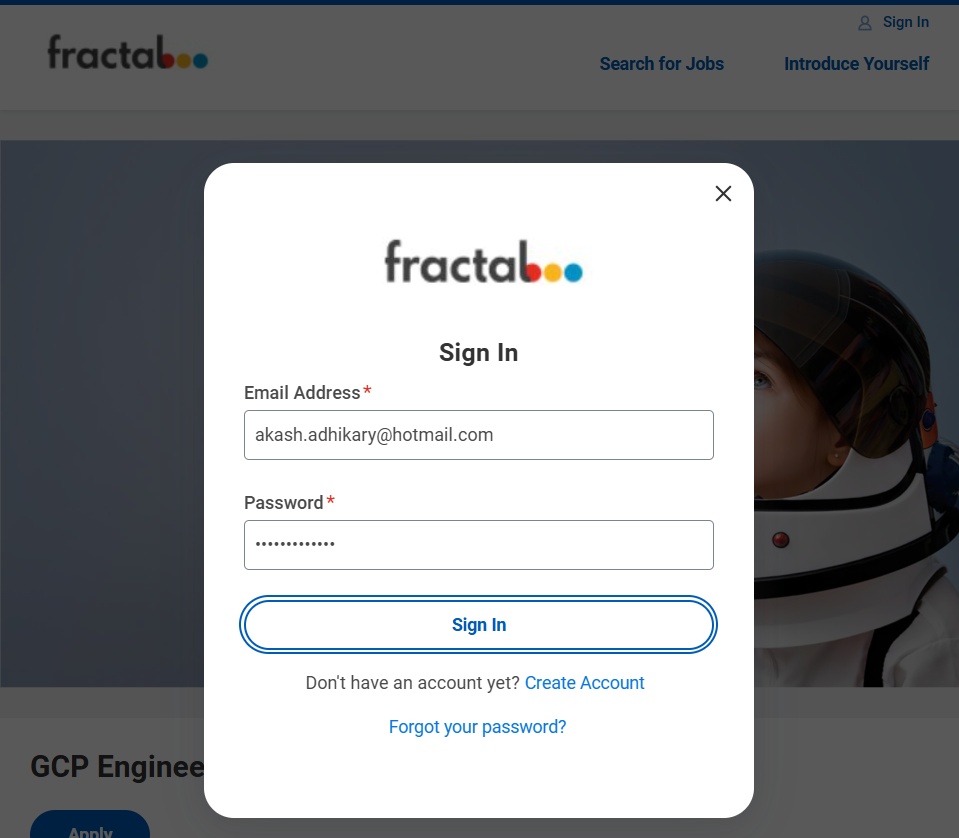 Sign In
fractal
Search for Jobs
Introduce Yourself
fractal
Sign In
Email Address*
akash.adhikary@hotmail.com
Password*
•••••••••••••
Sign In
Don't have an account yet? Create Account
Forgot your password?
GCP Enginee
Apply